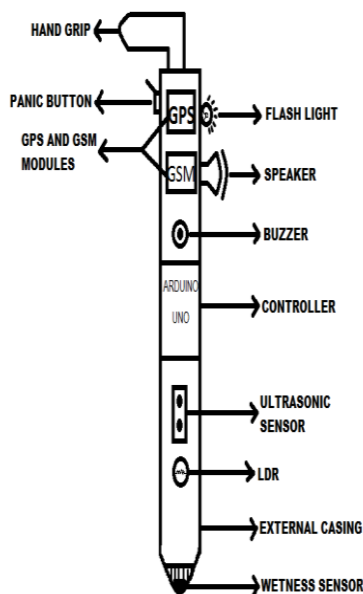 HAND GRIP
PANIC BUTTON
GPS
FLASH LIGHT
GPS AND GSM
MODULES
GSM
SPEAKER
BUZZER
ARDUINO
UNO
CONTROLLER
ULTRASONIC
SENSOR
LDR
EXTERNAL CASING
WETNESS SENSOR